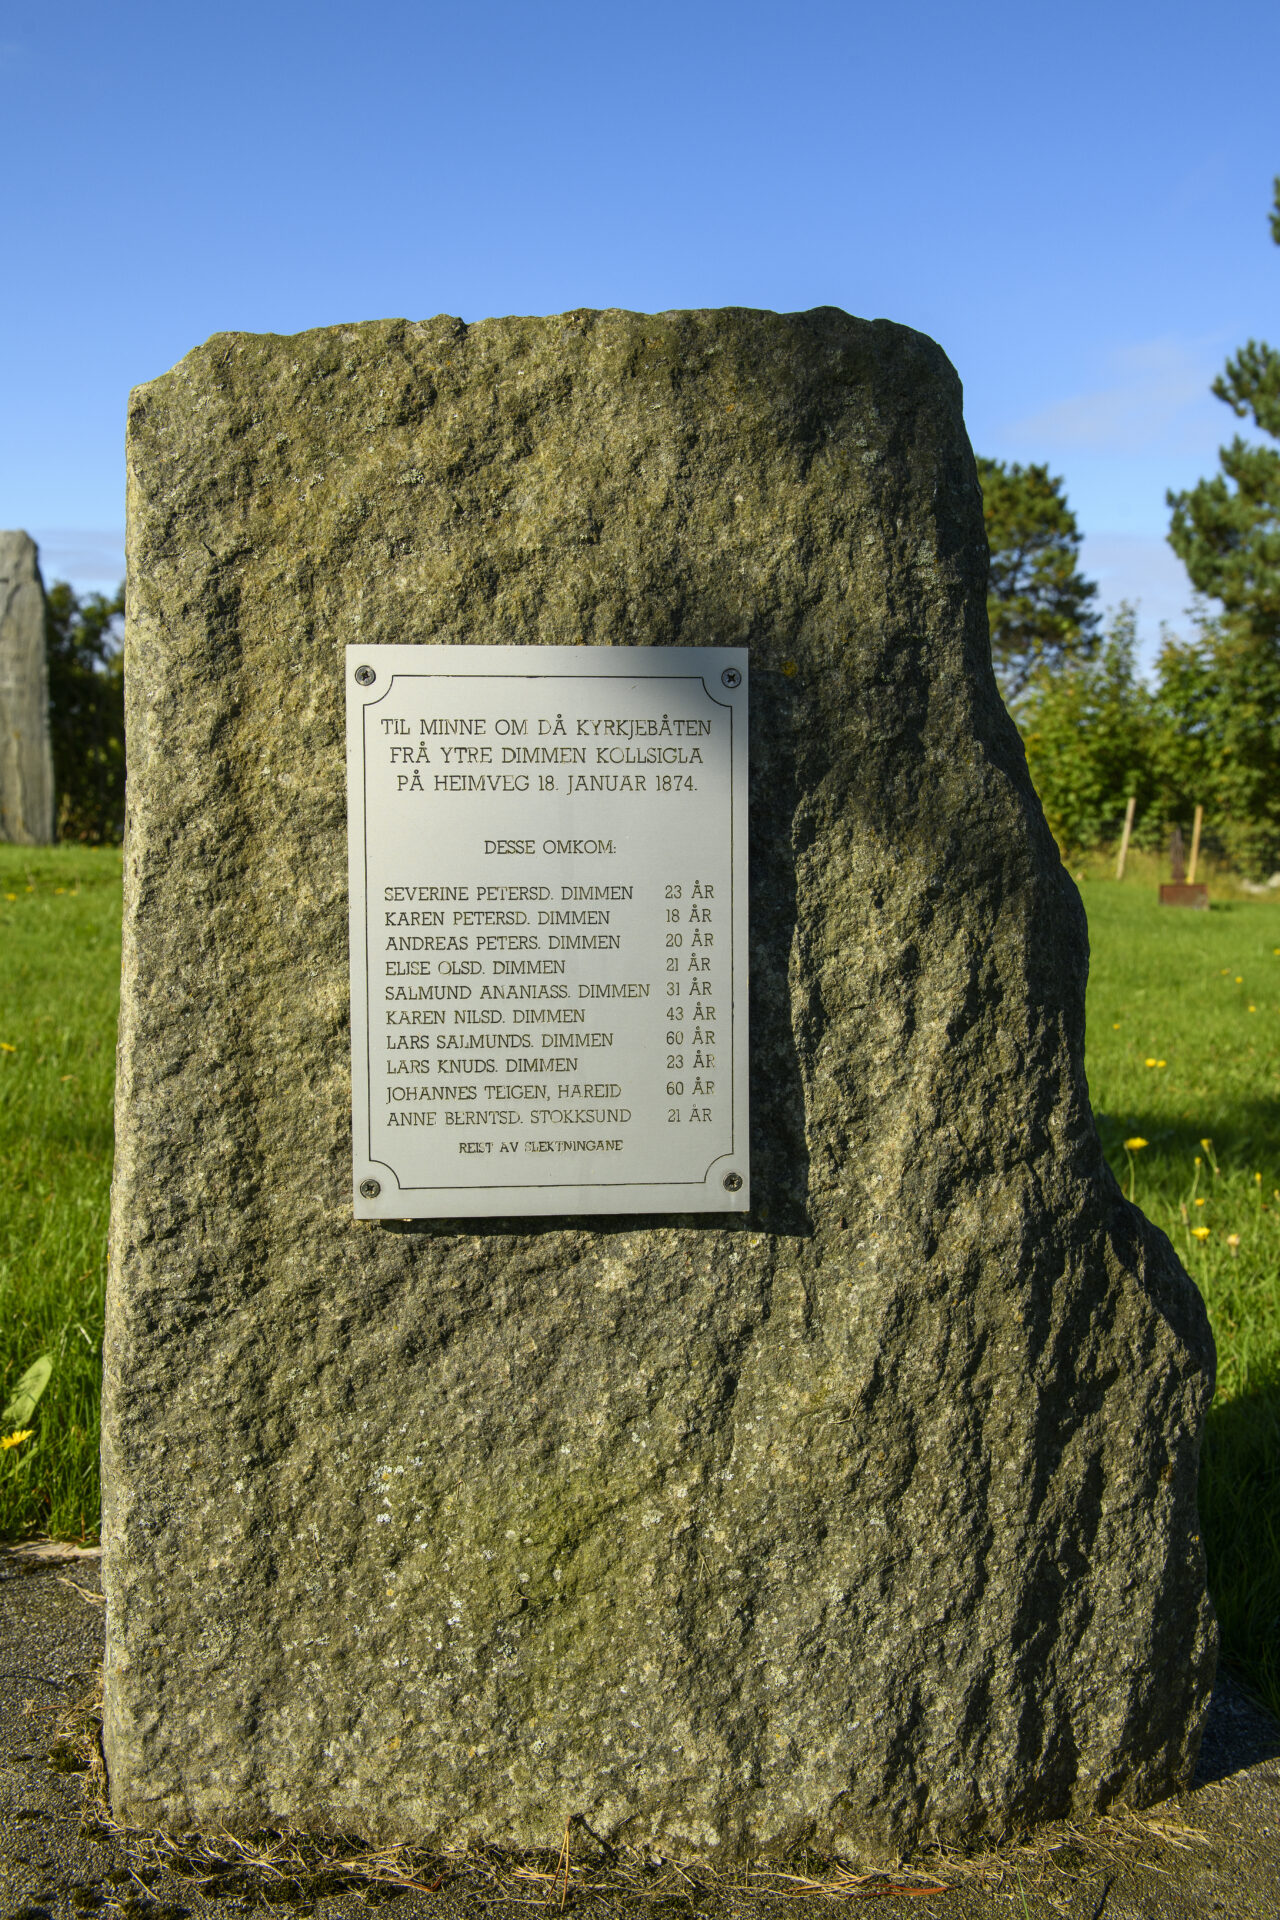 TIL MINNE OM DÅ KYRKJEBÅTEN
FRÅ YTRE DIMMEN KOLLSIGLA
PÅ HEIMVEG 18. JANUAR 1874.
DESSE OMKOM:
SEVERINE PETERSD. DIMMEN 23 ÅR
KAREN PETERSD. DIMMEN 18 ÅR
ANDREAS PETERS. DIMMEN 20 ÅR
ELISE OLSD. DIMMEN 21 ÅR
SALMUND ANANIASS. DIMMEN 31 ÅR
KAREN NILSD. DIMMEN 43 ÅR
LARS SALMUNDS. DIMMEN 60 ÅR
LARS KNUDS. DIMMEN 23 ÅR
JOHANNES TEIGEN, HAREID 60 ÅR
ANNE BERNTSD. STOKKSUND 21 ÅR
REIST AV SLEKTNINGANE